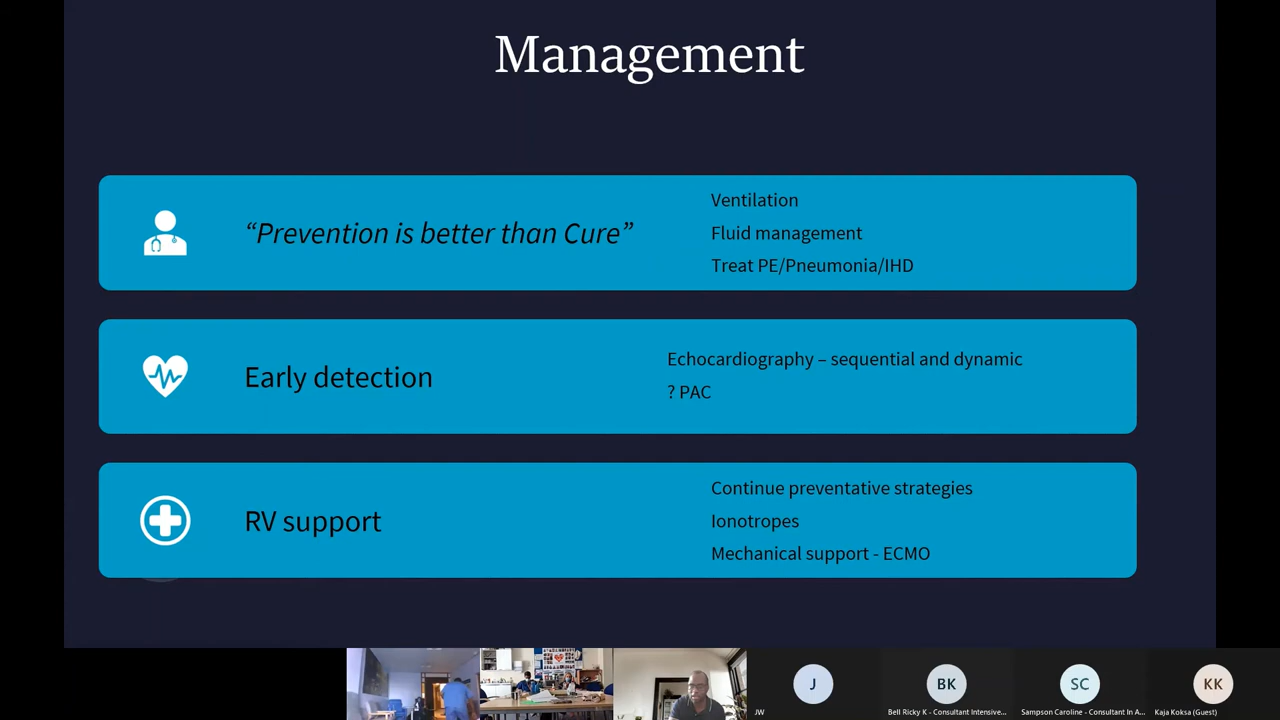 Management
“Prevention is better than Cure”
Ventilation
Fluid management
Treat PE/Pneumonia/IHD
Early detection
Echocardiography – sequential and dynamic
? PAC
RV support
Continue preventative strategies
Ionotropes
Mechanical support - ECMO
J
BK
SC
KK
JW
Bell Ricky K - Consultant Intensive...
Sampson Caroline - Consultant In A...
Kaja Koksa (Guest)